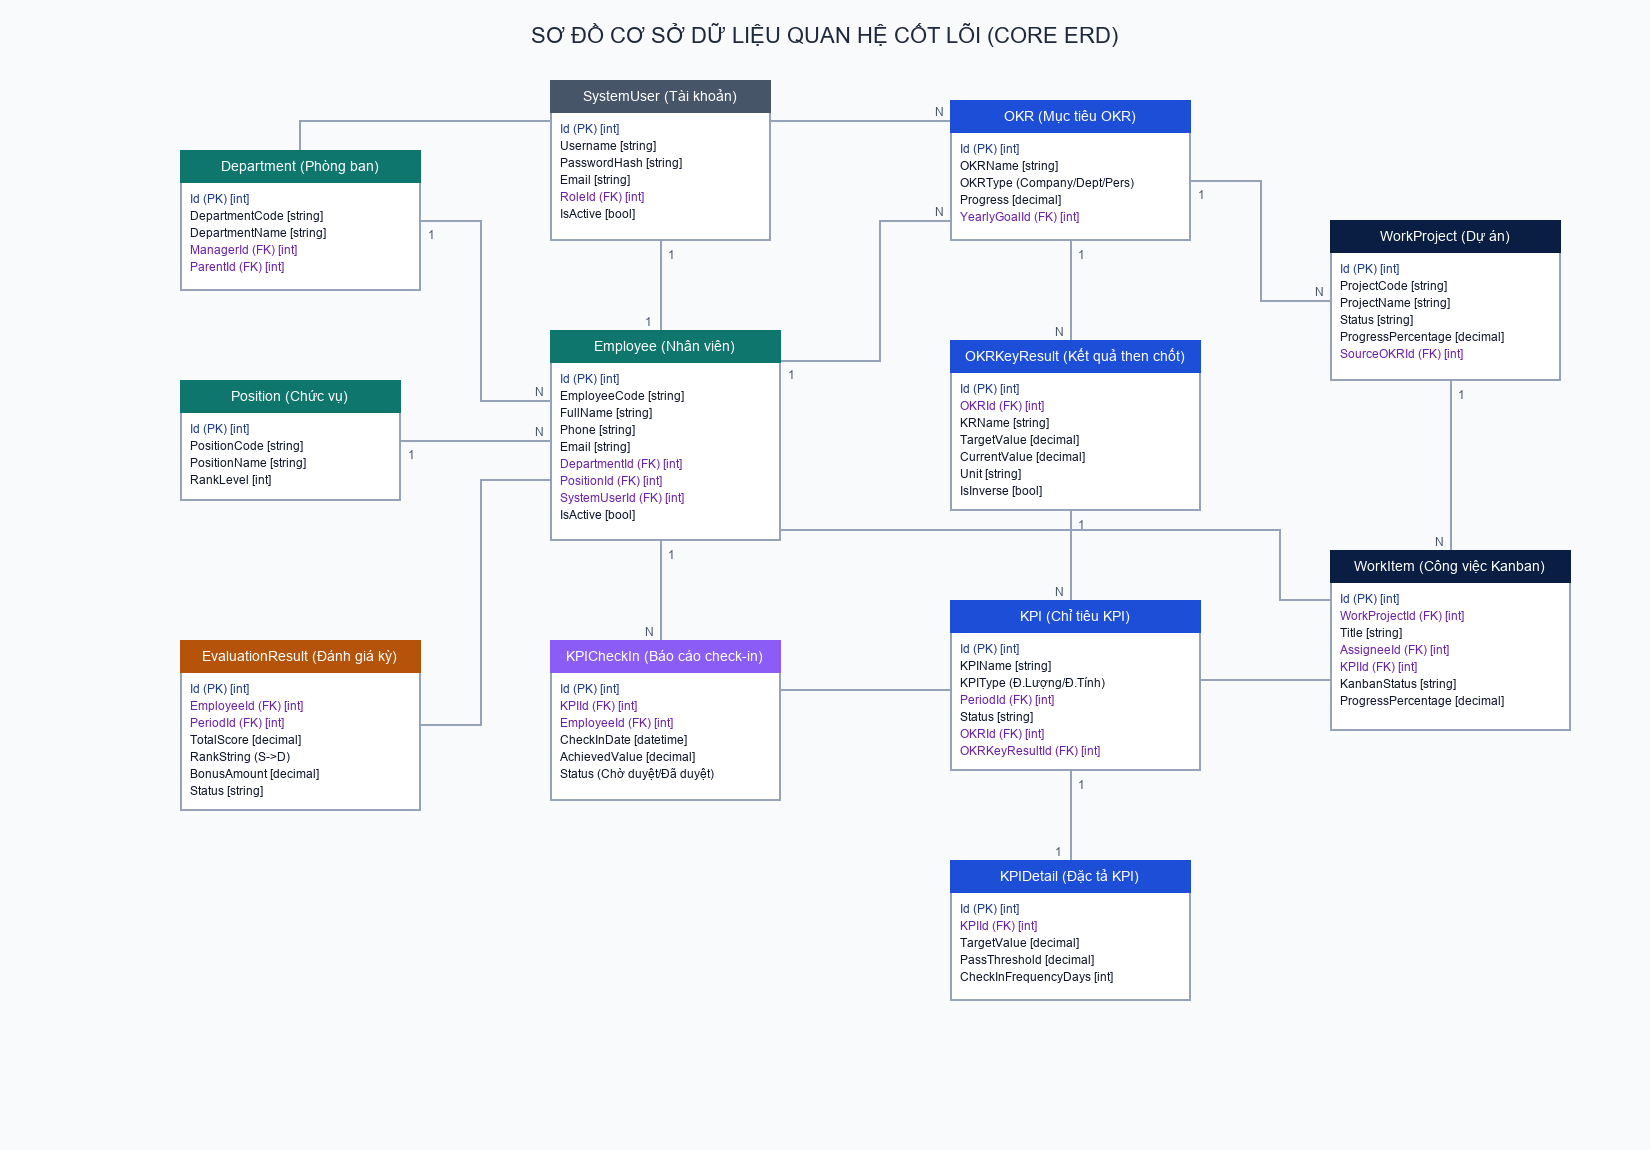 SƠ ĐỒ CƠ SỞ DỮ LIỆU QUAN HỆ CỐT LÕI (CORE ERD)
SystemUser (Tài khoản)
Id (PK) [int]
Username [string]
PasswordHash [string]
Email [string]
RoleId (FK) [int]
IsActive [bool]
1
N
OKR (Mục tiêu OKR)
Id (PK) [int]
OKRName [string]
OKRType (Company/Dept/Pers)
Progress [decimal]
YearlyGoalId (FK) [int]
N
1
1
Department (Phòng ban)
Id (PK) [int]
DepartmentCode [string]
DepartmentName [string]
ManagerId (FK) [int]
ParentId (FK) [int]
1
WorkProject (Dự án)
Id (PK) [int]
ProjectCode [string]
ProjectName [string]
Status [string]
ProgressPercentage [decimal]
SourceOKRId (FK) [int]
N
1
1
Employee (Nhân viên)
Id (PK) [int]
EmployeeCode [string]
FullName [string]
Phone [string]
Email [string]
DepartmentId (FK) [int]
PositionId (FK) [int]
SystemUserId (FK) [int]
IsActive [bool]
1
N
N
1
N
OKRKeyResult (Kết quả then chốt)
Id (PK) [int]
OKRId (FK) [int]
KRName [string]
TargetValue [decimal]
CurrentValue [decimal]
Unit [string]
IsInverse [bool]
1
Position (Chức vụ)
Id (PK) [int]
PositionCode [string]
PositionName [string]
RankLevel [int]
1
N
WorkItem (Công việc Kanban)
Id (PK) [int]
WorkProjectId (FK) [int]
Title [string]
AssigneeId (FK) [int]
KPIId (FK) [int]
KanbanStatus [string]
ProgressPercentage [decimal]
EvaluationResult (Đánh giá kỳ)
Id (PK) [int]
EmployeeId (FK) [int]
PeriodId (FK) [int]
TotalScore [decimal]
RankString (S->D)
BonusAmount [decimal]
Status [string]
N
KPICheckIn (Báo cáo check-in)
Id (PK) [int]
KPIId (FK) [int]
EmployeeId (FK) [int]
CheckInDate [datetime]
AchievedValue [decimal]
Status (Chờ duyệt/Đã duyệt)
N
KPI (Chỉ tiêu KPI)
Id (PK) [int]
KPIName [string]
KPIType (Đ.Lượng/Đ.Tính)
PeriodId (FK) [int]
Status [string]
OKRId (FK) [int]
OKRKeyResultId (FK) [int]
1
1
KPIDetail (Đặc tả KPI)
Id (PK) [int]
KPIId (FK) [int]
TargetValue [decimal]
PassThreshold [decimal]
CheckInFrequencyDays [int]